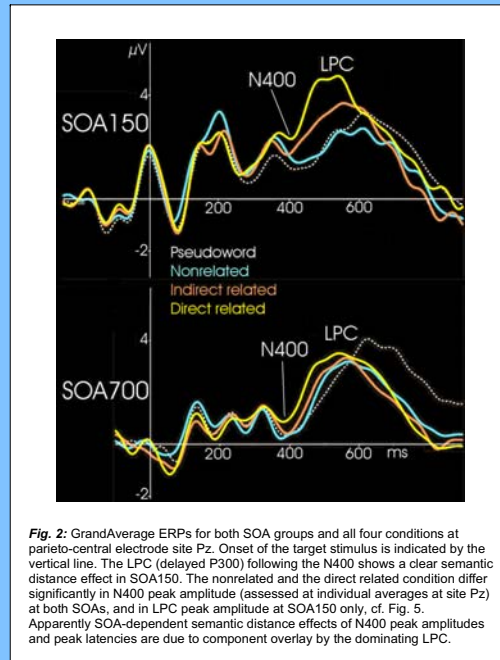 µV
LPC
N400
4
SOA150
200 400 600
-2
Pseudoword
Nonrelated
Indirect related
Direct related
4
LPC
N400
SOA700
200 400 600 ms
-2
Fig. 2: GrandAverage ERPs for both SOA groups and all four conditions at
parieto-central electrode site Pz. Onset of the target stimulus is indicated by the
vertical line. The LPC (delayed P300) following the N400 shows a clear semantic
distance effect in SOA150. The nonrelated and the direct related condition differ
significantly in N400 peak amplitude (assessed at individual averages at site Pz)
at both SOAs, and in LPC peak amplitude at SOA150 only, cf. Fig. 5.
Apparently SOA-dependent semantic distance effects of N400 peak amplitudes
and peak latencies are due to component overlay by the dominating LPC.